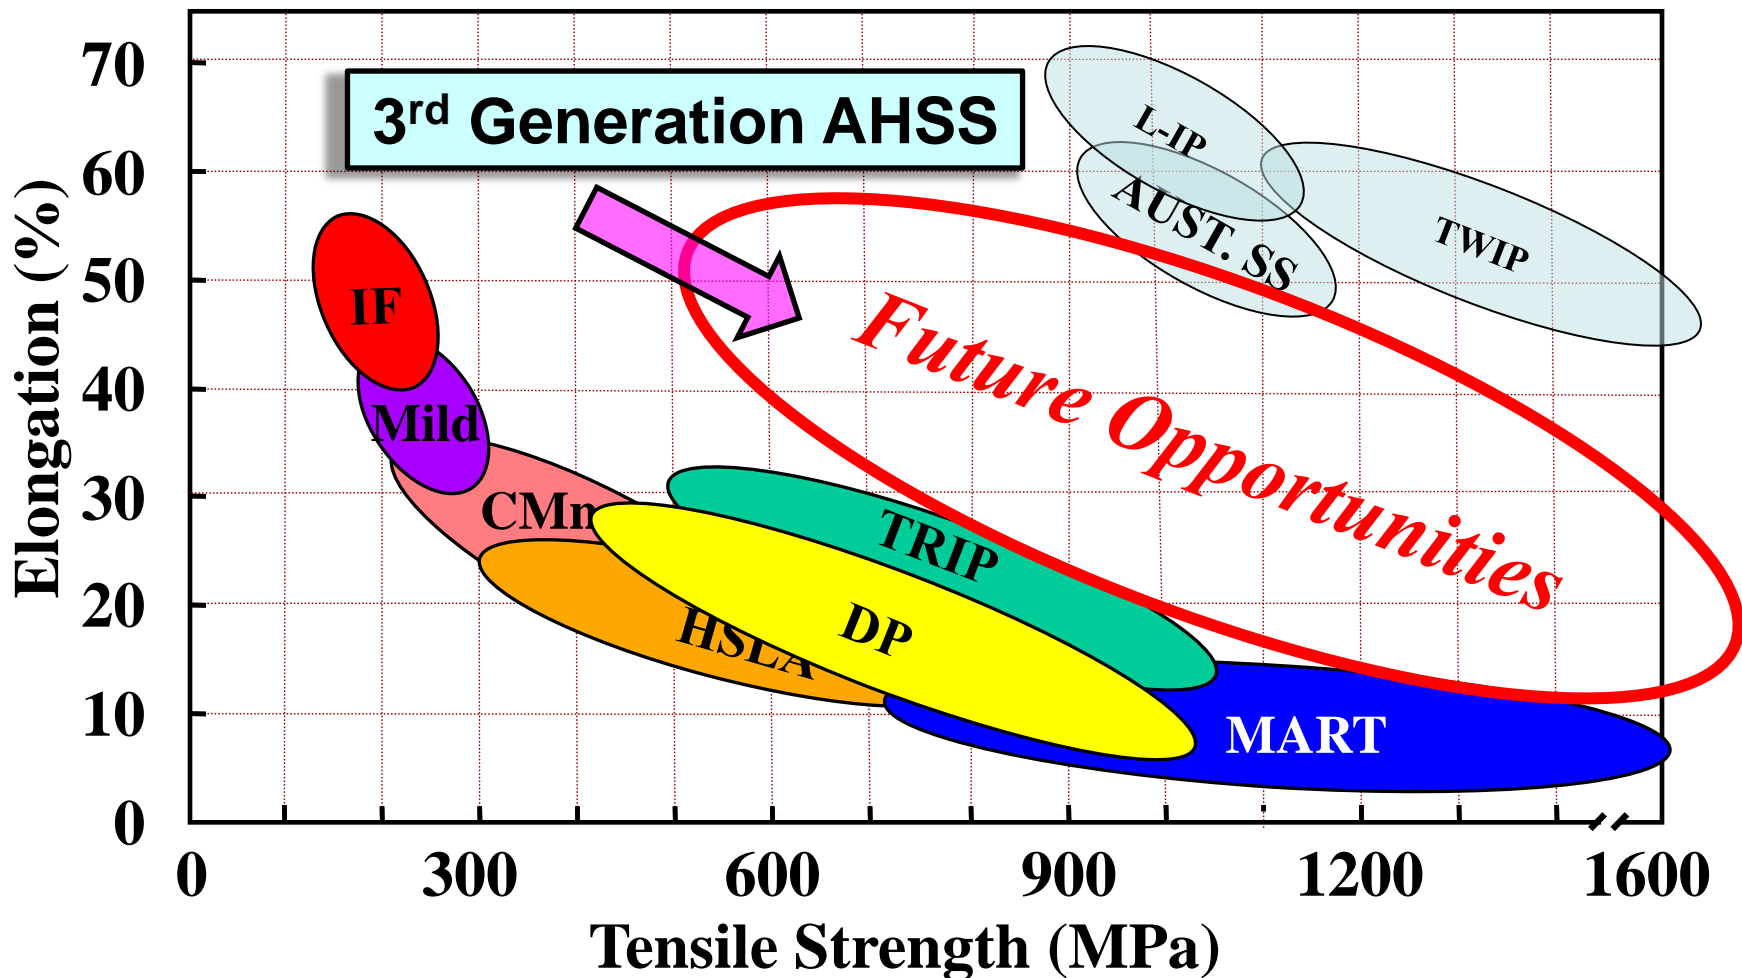 70
60
50
40
30
20
10
0
Elongation (%)
3rd Generation AHSS
L-IP
AUST. SS
TWIP
IF
Mild
CMn
HSLA
DP
TRIP
MART
Future Opportunities
0 300 600 900 1200 1600
Tensile Strength (MPa)